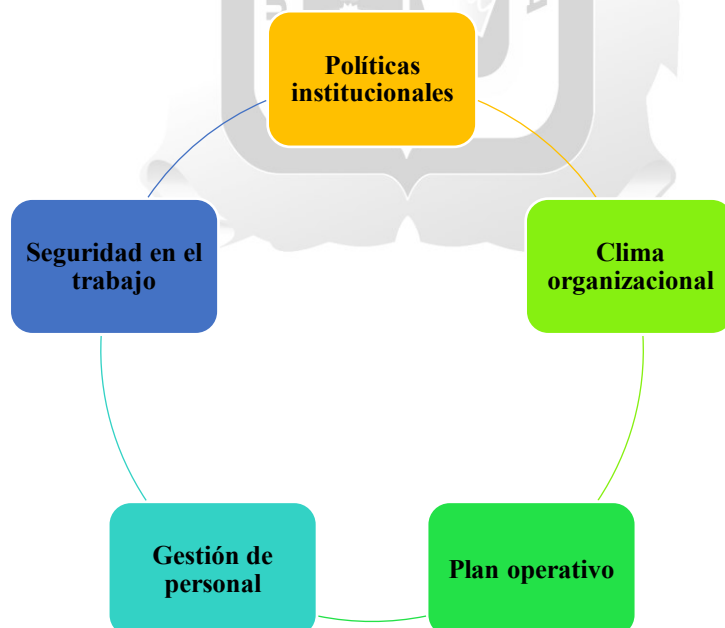 Políticas
institucionales
Seguridad en el
trabajo
Clima
organizacional
Gestión de
personal
Plan operativo